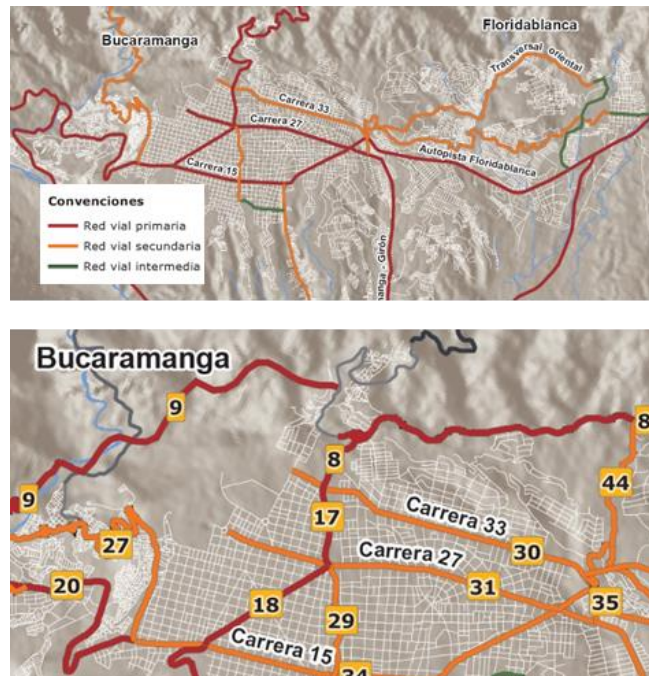 Floridablanca
Bucaramanga
Transversal oriental
Carrera 33
Carrera 27
Autopista Floridablanca
Carrera 15
Convenciones
Red vial primaria
Red vial secundaria
Red vial intermedia
anga - Girón
Bucaramanga
9
8
8
44
9
17
Carrera 33
27
30
Carrera 27
20
31
18
35
29
Carrera 15
34